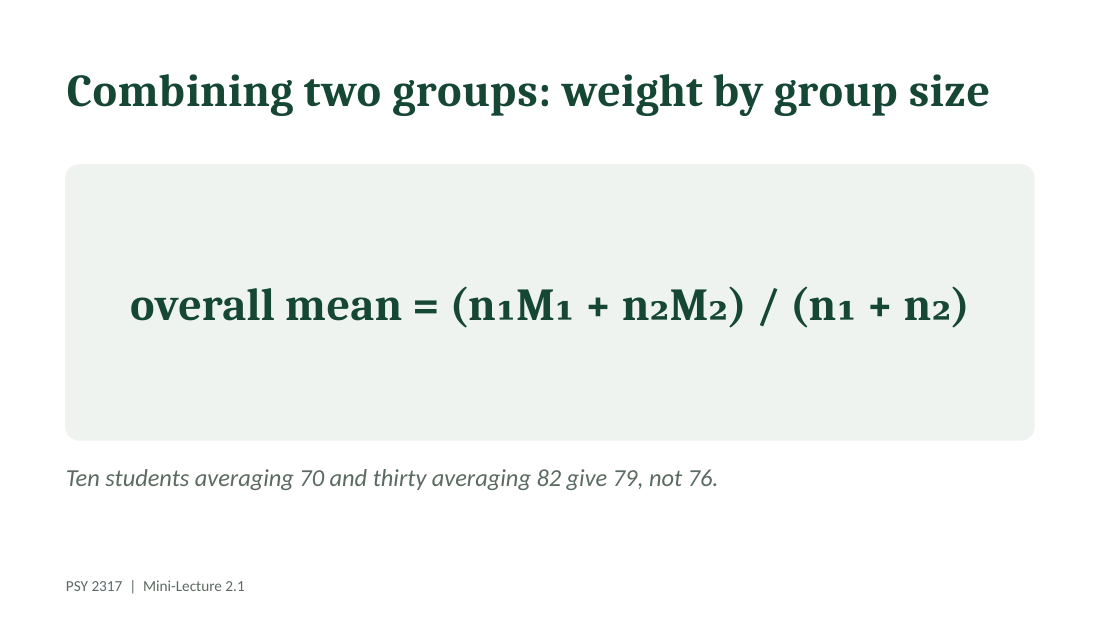 Combining two groups: weight by group size
overall mean = (n₁M₁ + n₂M₂) / (n₁ + n₂)
Ten students averaging 70 and thirty averaging 82 give 79, not 76.
PSY 2317 | Mini-Lecture 2.1